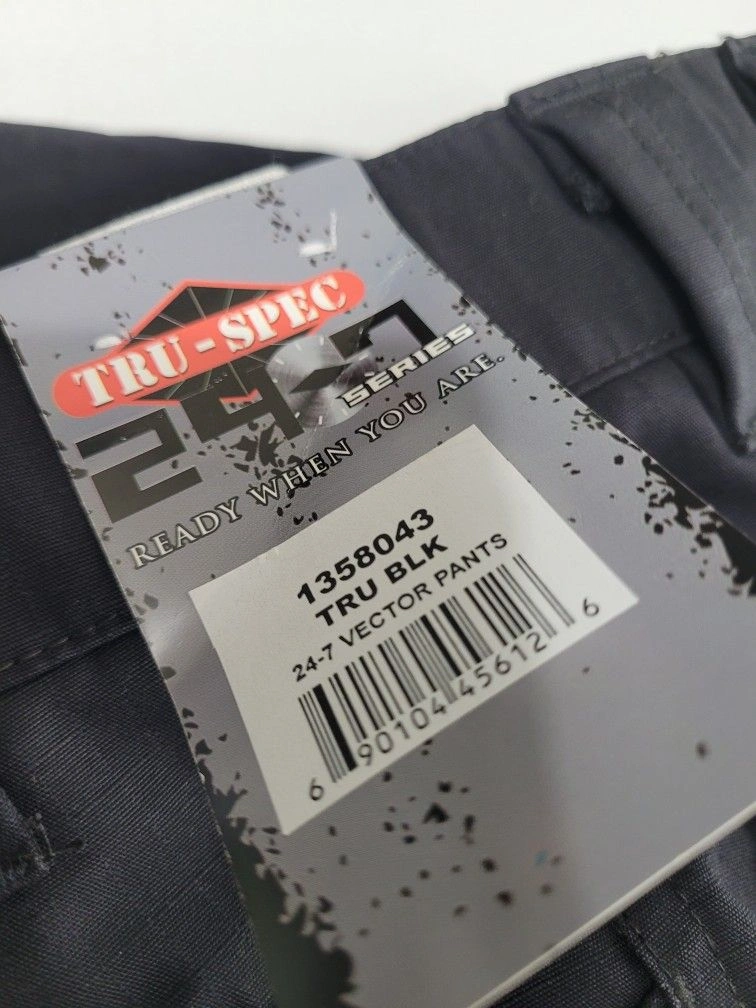 TRU-SPEC
24-7
SERIES
READY WHEN YOU ARE.
1358043
TRU BLK
24-7 VECTOR PANTS
6 90104 45612 6